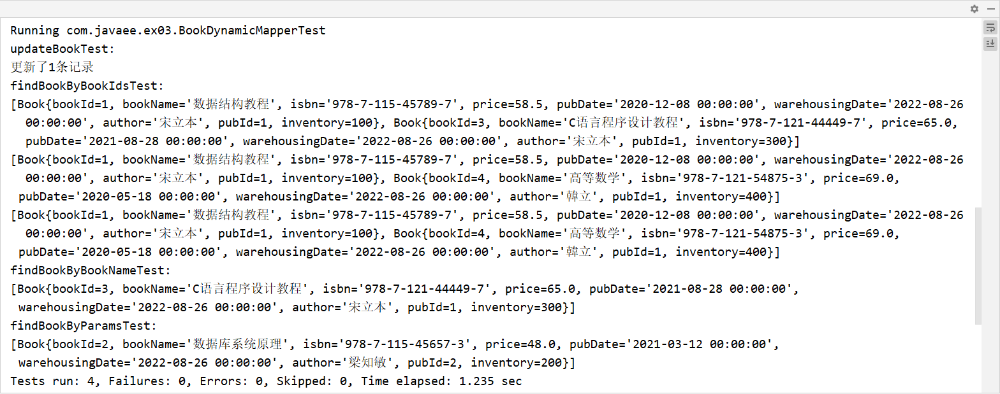 Running com.javaee.ex03.BookDynamicMapperTest
updateBookTest:
更新了1条记录
findBookByBookIdsTest:
[Book{bookId=1, bookName='数据结构教程', isbn='978-7-115-45789-7', price=58.5, pubDate='2020-12-08 00:00:00', warehousingDate='2022-08-26
00:00:00', author='宋立本', pubId=1, inventory=100}, Book{bookId=3, bookName='C语言程序设计教程', isbn='978-7-121-44449-7', price=65.0,
pubDate='2021-08-28 00:00:00', warehousingDate='2022-08-26 00:00:00', author='宋立本', pubId=1, inventory=300}]
[Book{bookId=1, bookName='数据结构教程', isbn='978-7-115-45789-7', price=58.5, pubDate='2020-12-08 00:00:00', warehousingDate='2022-08-26
00:00:00', author='宋立本', pubId=1, inventory=100}, Book{bookId=4, bookName='高等数学', isbn='978-7-121-54875-3', price=69.0,
pubDate='2020-05-18 00:00:00', warehousingDate='2022-08-26 00:00:00', author='韓立', pubId=1, inventory=400}]
[Book{bookId=1, bookName='数据结构教程', isbn='978-7-115-45789-7', price=58.5, pubDate='2020-12-08 00:00:00', warehousingDate='2022-08-26
00:00:00', author='宋立本', pubId=1, inventory=100}, Book{bookId=4, bookName='高等数学', isbn='978-7-121-54875-3', price=69.0,
pubDate='2020-05-18 00:00:00', warehousingDate='2022-08-26 00:00:00', author='韓立', pubId=1, inventory=400}]
findBookByBookNameTest:
[Book{bookId=3, bookName='C语言程序设计教程', isbn='978-7-121-44449-7', price=65.0, pubDate='2021-08-28 00:00:00',
warehousingDate='2022-08-26 00:00:00', author='宋立本', pubId=1, inventory=300}]
findBookByParamsTest:
[Book{bookId=2, bookName='数据库系统原理', isbn='978-7-115-45657-3', price=48.0, pubDate='2021-03-12 00:00:00',
warehousingDate='2022-08-26 00:00:00', author='梁知敏', pubId=2, inventory=200}]
Tests run: 4, Failures: 0, Errors: 0, Skipped: 0, Time elapsed: 1.235 sec